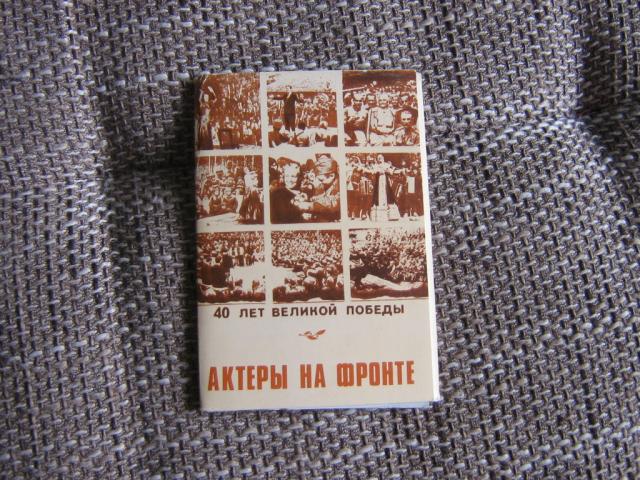 40 ЛЕТ ВЕЛИКОЙ ПОБЕДЫ
АКТЕРЫ НА ФРОНТЕ